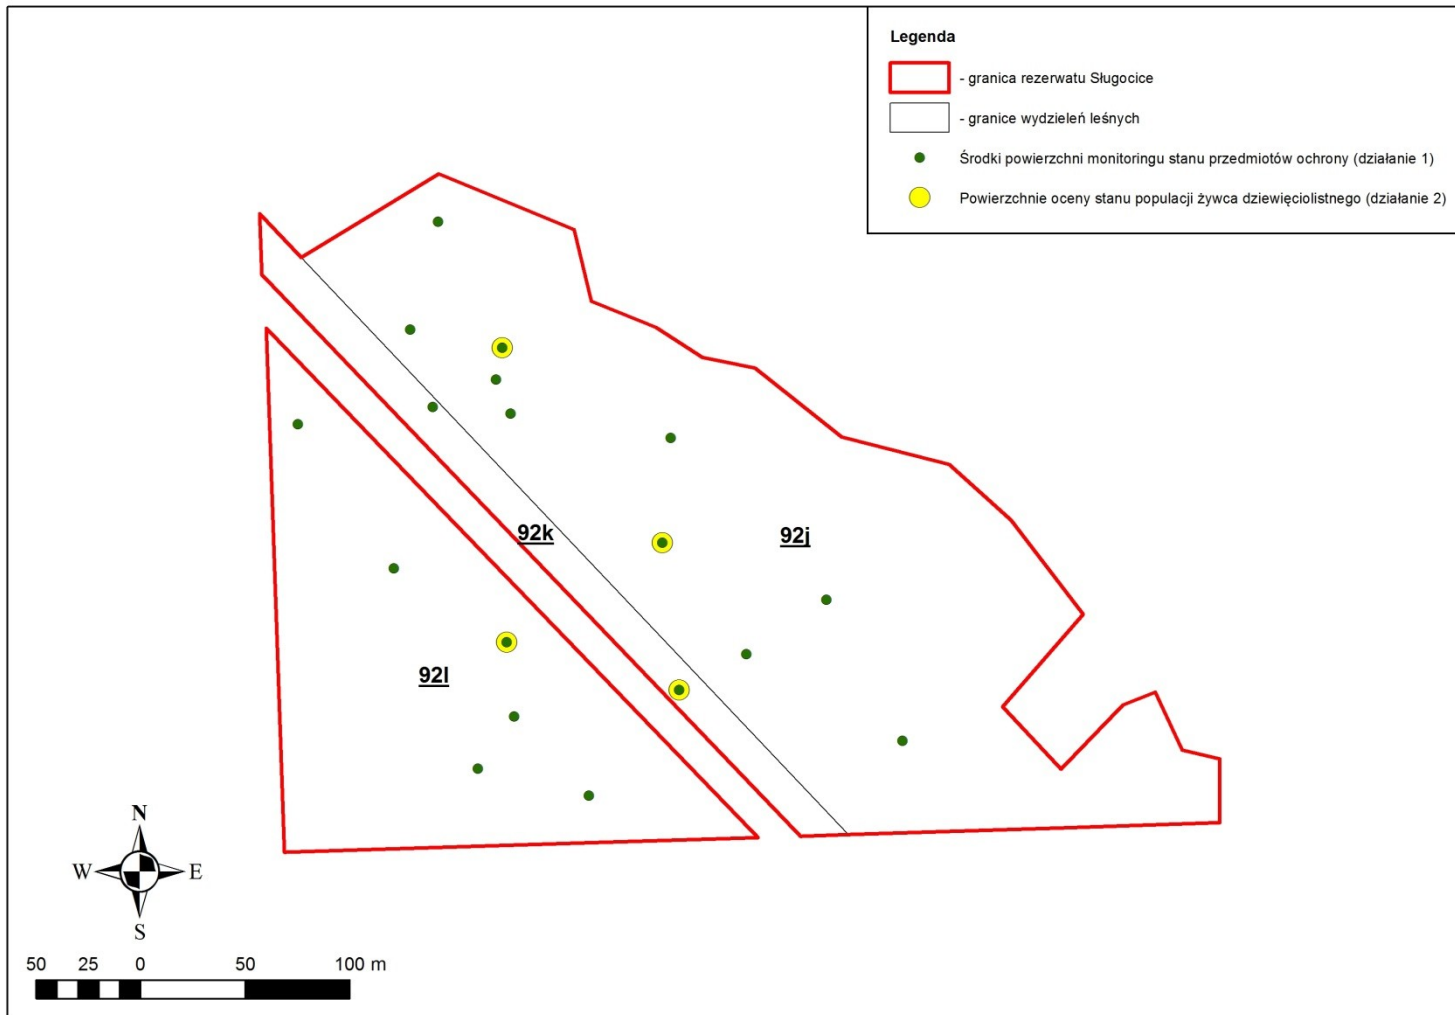 Legenda
- granica rezerwatu Sługocice
- granice wydzieleń leśnych
Środki powierzchni monitoringu stanu przedmiotów ochrony (działanie 1)
Powierzchnie oceny stanu populacji żywca dziewięciolistnego (działanie 2)
92k
92j
92l
N
W E
S
50 25 0 50 100 m